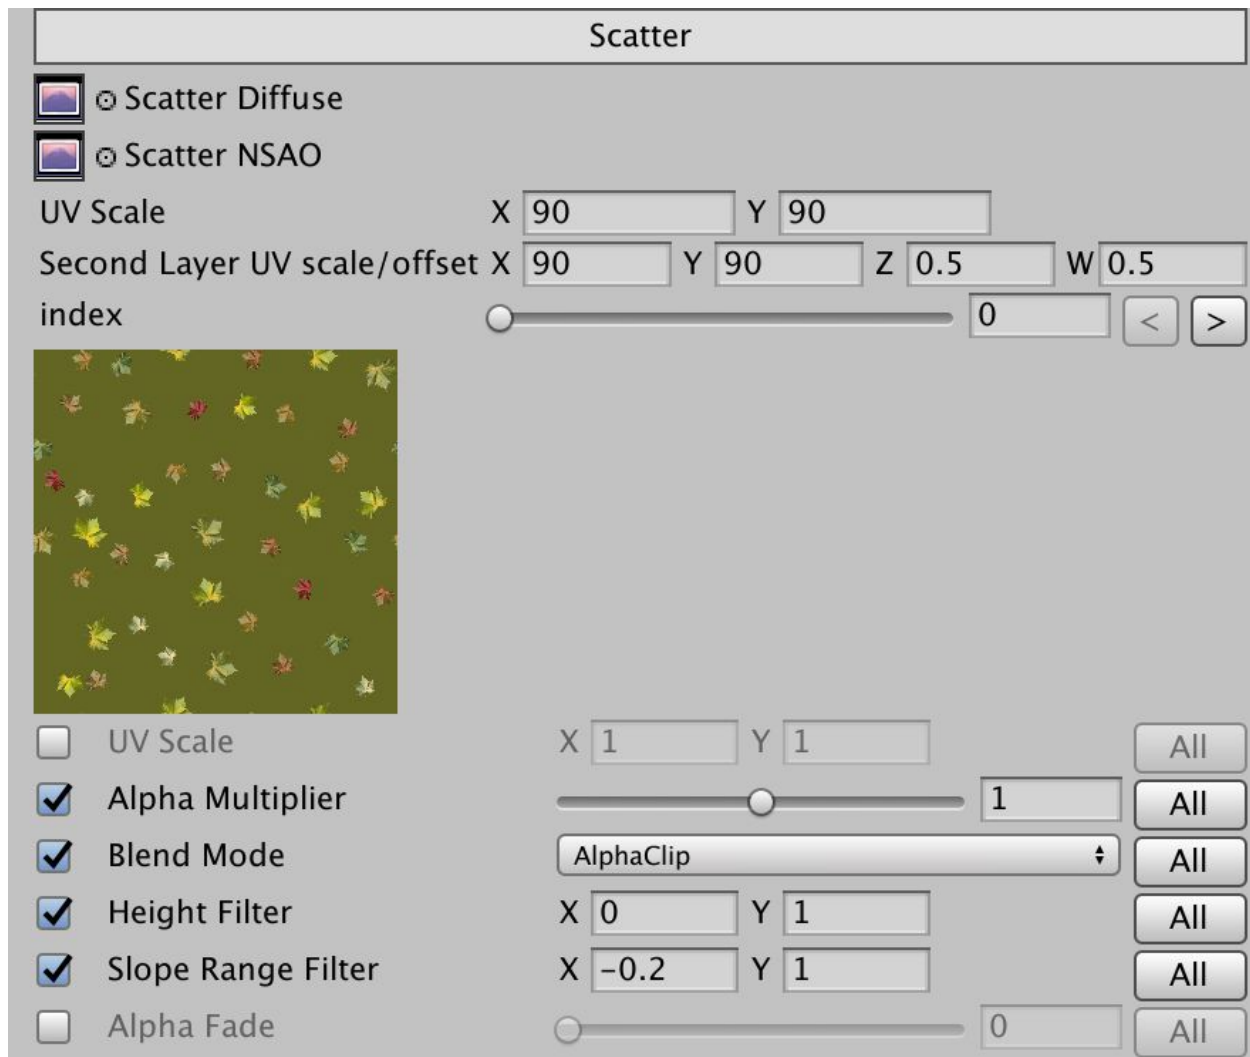 Scatter
Scatter Diffuse
Scatter NSAO
UV Scale X 90 Y 90
Second Layer UV scale/offset X 90 Y 90 Z 0.5 W 0.5
index 0 < >
UV Scale X 1 Y 1 All
Alpha Multiplier 1 All
Blend Mode AlphaClip All
Height Filter X 0 Y 1 All
Slope Range Filter X -0.2 Y 1 All
Alpha Fade 0 All